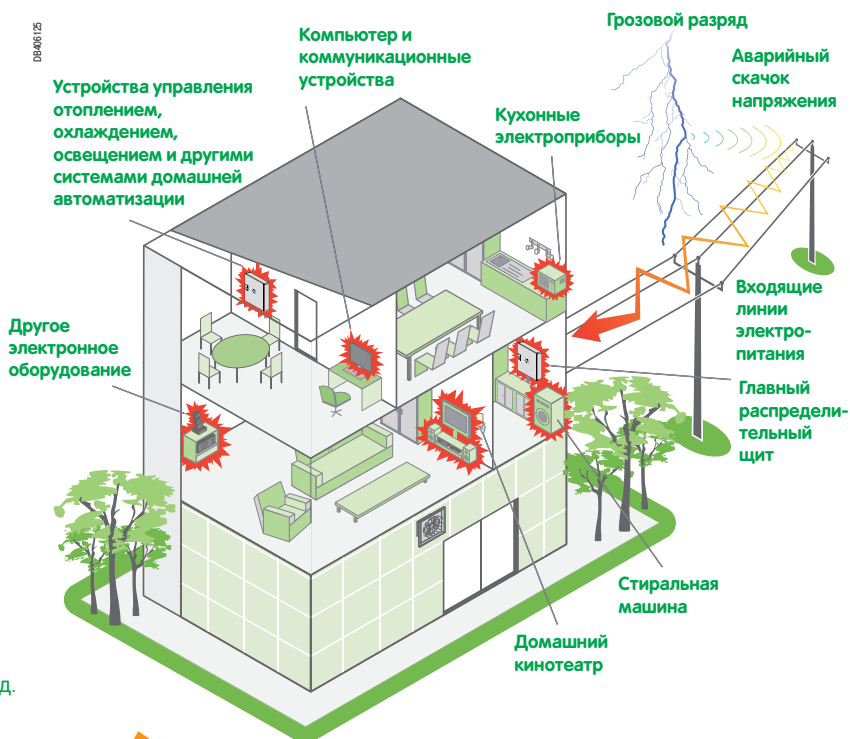 DB406125
Грозовой разряд
Компьютер и
коммуникационные
устройства
Аварийный
скачок
напряжения
Устройства управления
отоплением,
охлаждением,
освещением и другими
системами домашней
автоматизации
Кухонные
электроприборы
Входящие
линии
электро-
питания
Другое
электронное
оборудование
Главный
распредели-
тельный
щит
Стиральная
машина
Домашний
кинотеатр
д.